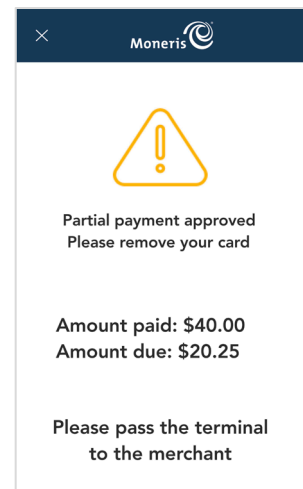 Moneris
Partial payment approved
Please remove your card
Amount paid: $40.00
Amount due: $20.25
Please pass the terminal
to the merchant